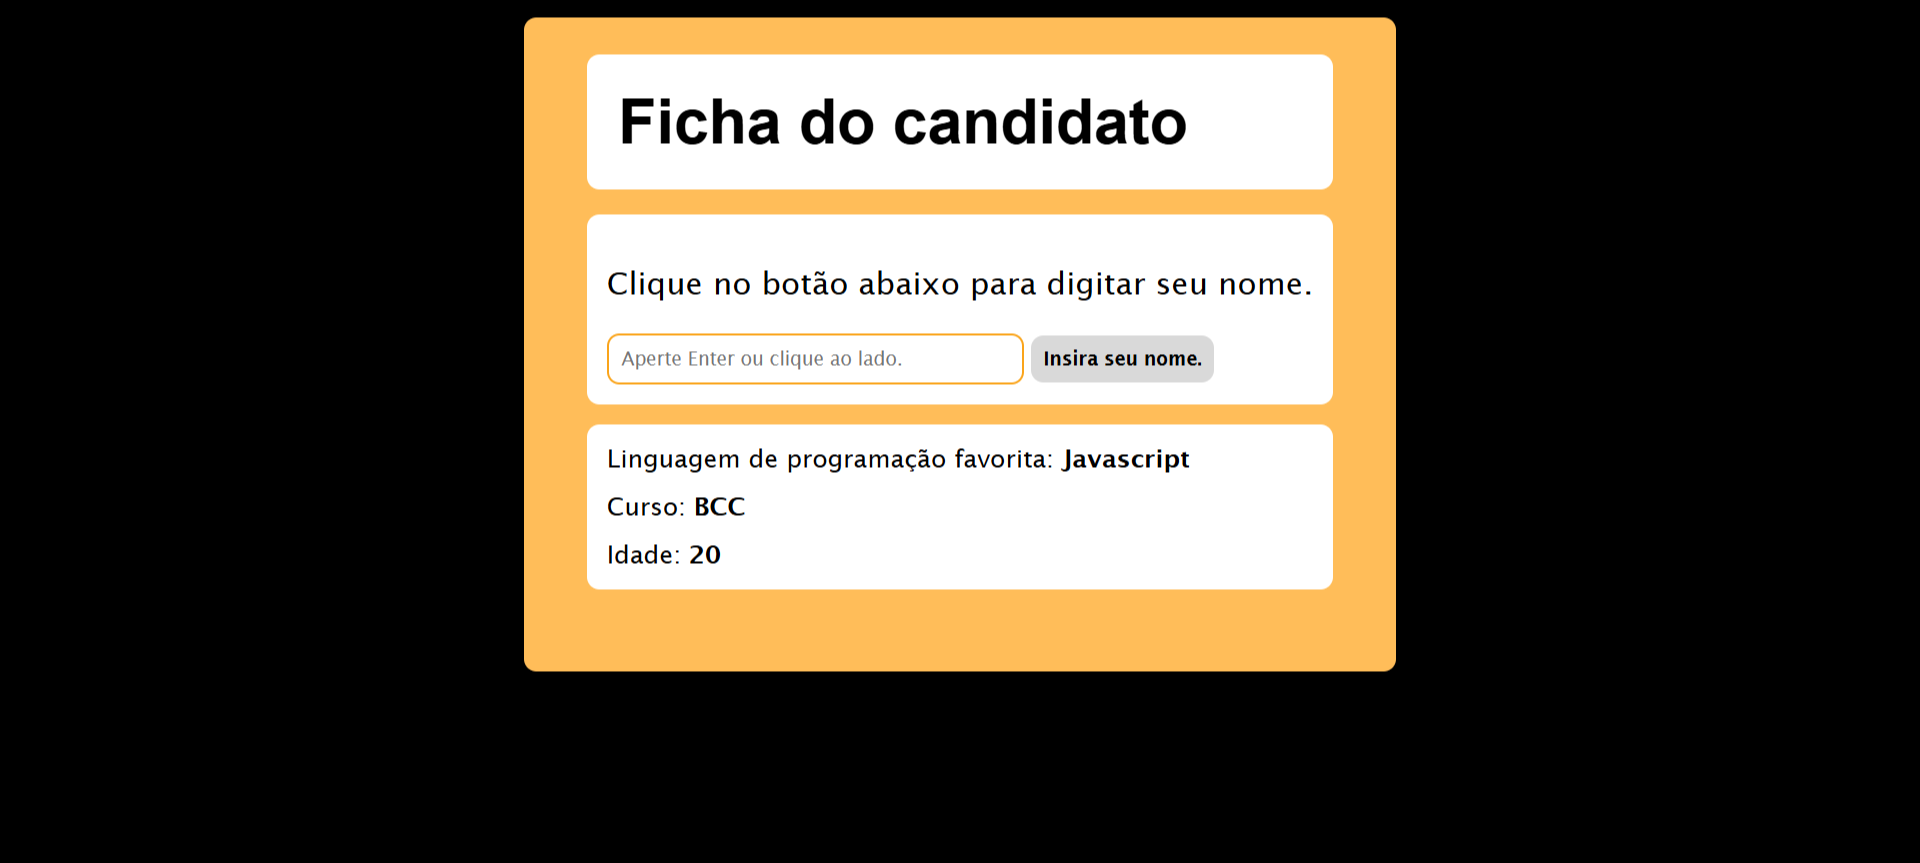 Ficha do candidato
Clique no botão abaixo para digitar seu nome.
Aperte Enter ou clique ao lado. Insira seu nome.
Linguagem de programação favorita: Javascript
Curso: BCC
Idade: 20